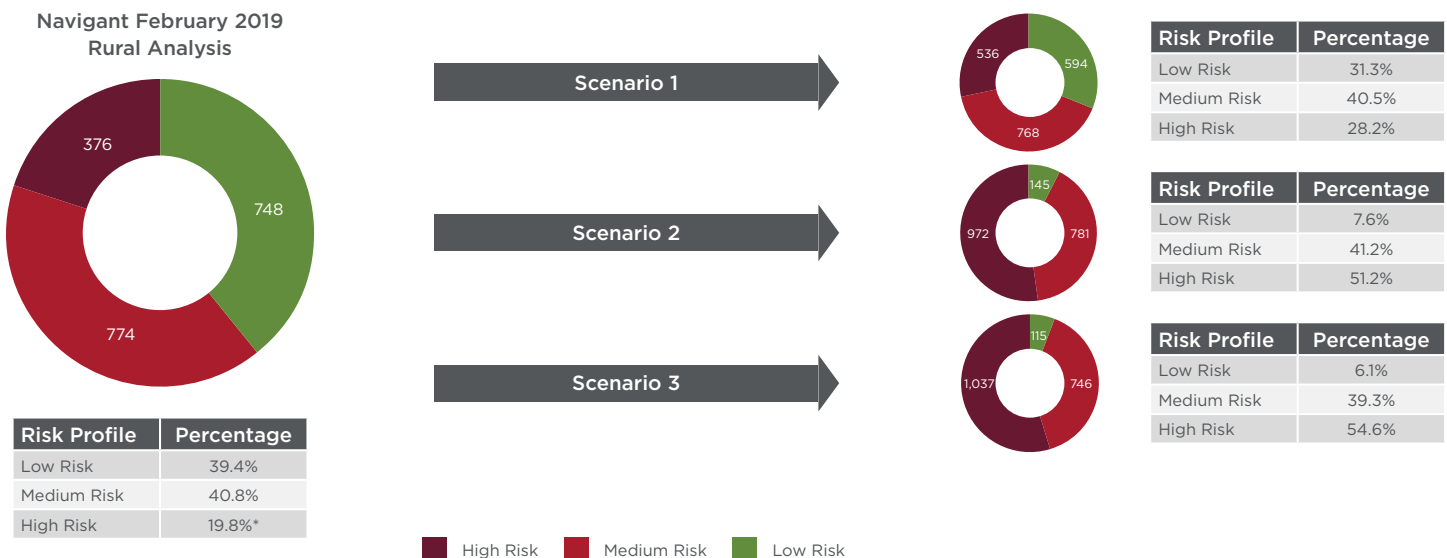 Navigant February 2019
Rural Analysis
376
748
774
Risk Profile Percentage
Low Risk 39.4%
Medium Risk 40.8%
High Risk 19.8%*
Scenario 1
536
594
768
Risk Profile Percentage
Low Risk 31.3%
Medium Risk 40.5%
High Risk 28.2%
Scenario 2
145
972
781
Risk Profile Percentage
Low Risk 7.6%
Medium Risk 41.2%
High Risk 51.2%
Scenario 3
115
1,037
746
Risk Profile Percentage
Low Risk 6.1%
Medium Risk 39.3%
High Risk 54.6%
High Risk Medium Risk Low Risk